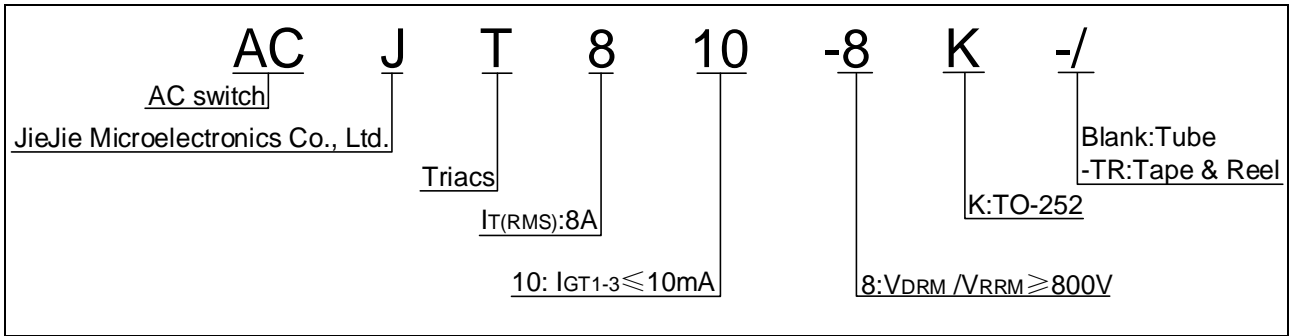 AC J T 8 10 -8 K -/
AC switch
JieJie Microelectronics Co., Ltd.
Blank:Tube
-TR:Tape & Reel
Triacs
K:TO-252
IT(RMS):8A
10: IGT1-3≤10mA
8:VDRM /VRRM≥800V